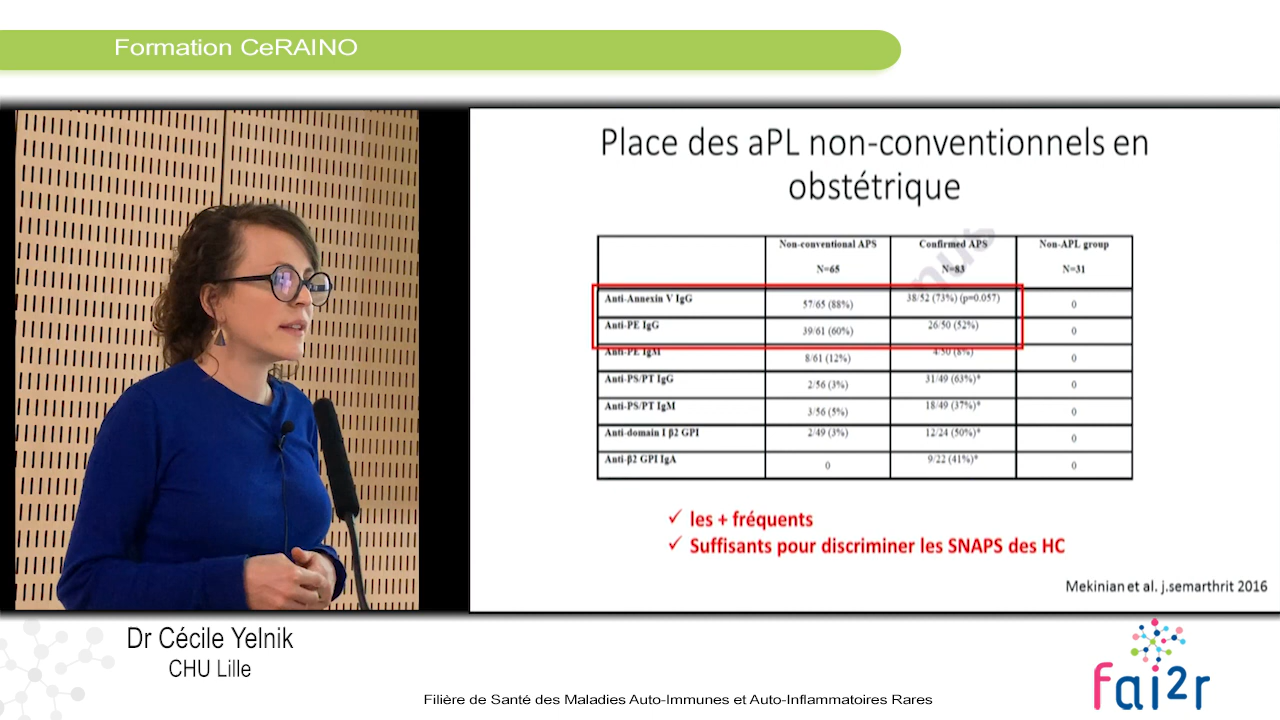 Formation CeRAINO
Place des aPL non-conventionnels en
obstétrique
Non-conventional APS Confirmed APS Non-APL group
N=65 N=83 N=31
Anti-Annexin V IgG 57/65 (88%) 38/52 (73%) (p=0.057) 0
Anti-PE IgG 39/61 (60%) 26/50 (52%) 0
Anti-PE IgM 8/61 (12%) 4/50 (8%) 0
Anti-PS/PT IgG 2/56 (3%) 31/49 (63%)* 0
Anti-PS/PT IgM 3/56 (5%) 18/49 (37%)* 0
Anti-domain I β2 GPI 2/49 (3%) 12/24 (50%)* 0
Anti-β2 GPI IgA 0 9/22 (41%)* 0
✓ les + fréquents
✓ Suffisants pour discriminer les SNAPS des HC
Mekinian et al. j.semarthrit 2016
Dr Cécile Yelnik
CHU Lille
fai2r
Filière de Santé des Maladies Auto-Immunes et Auto-Inflammatoires Rares